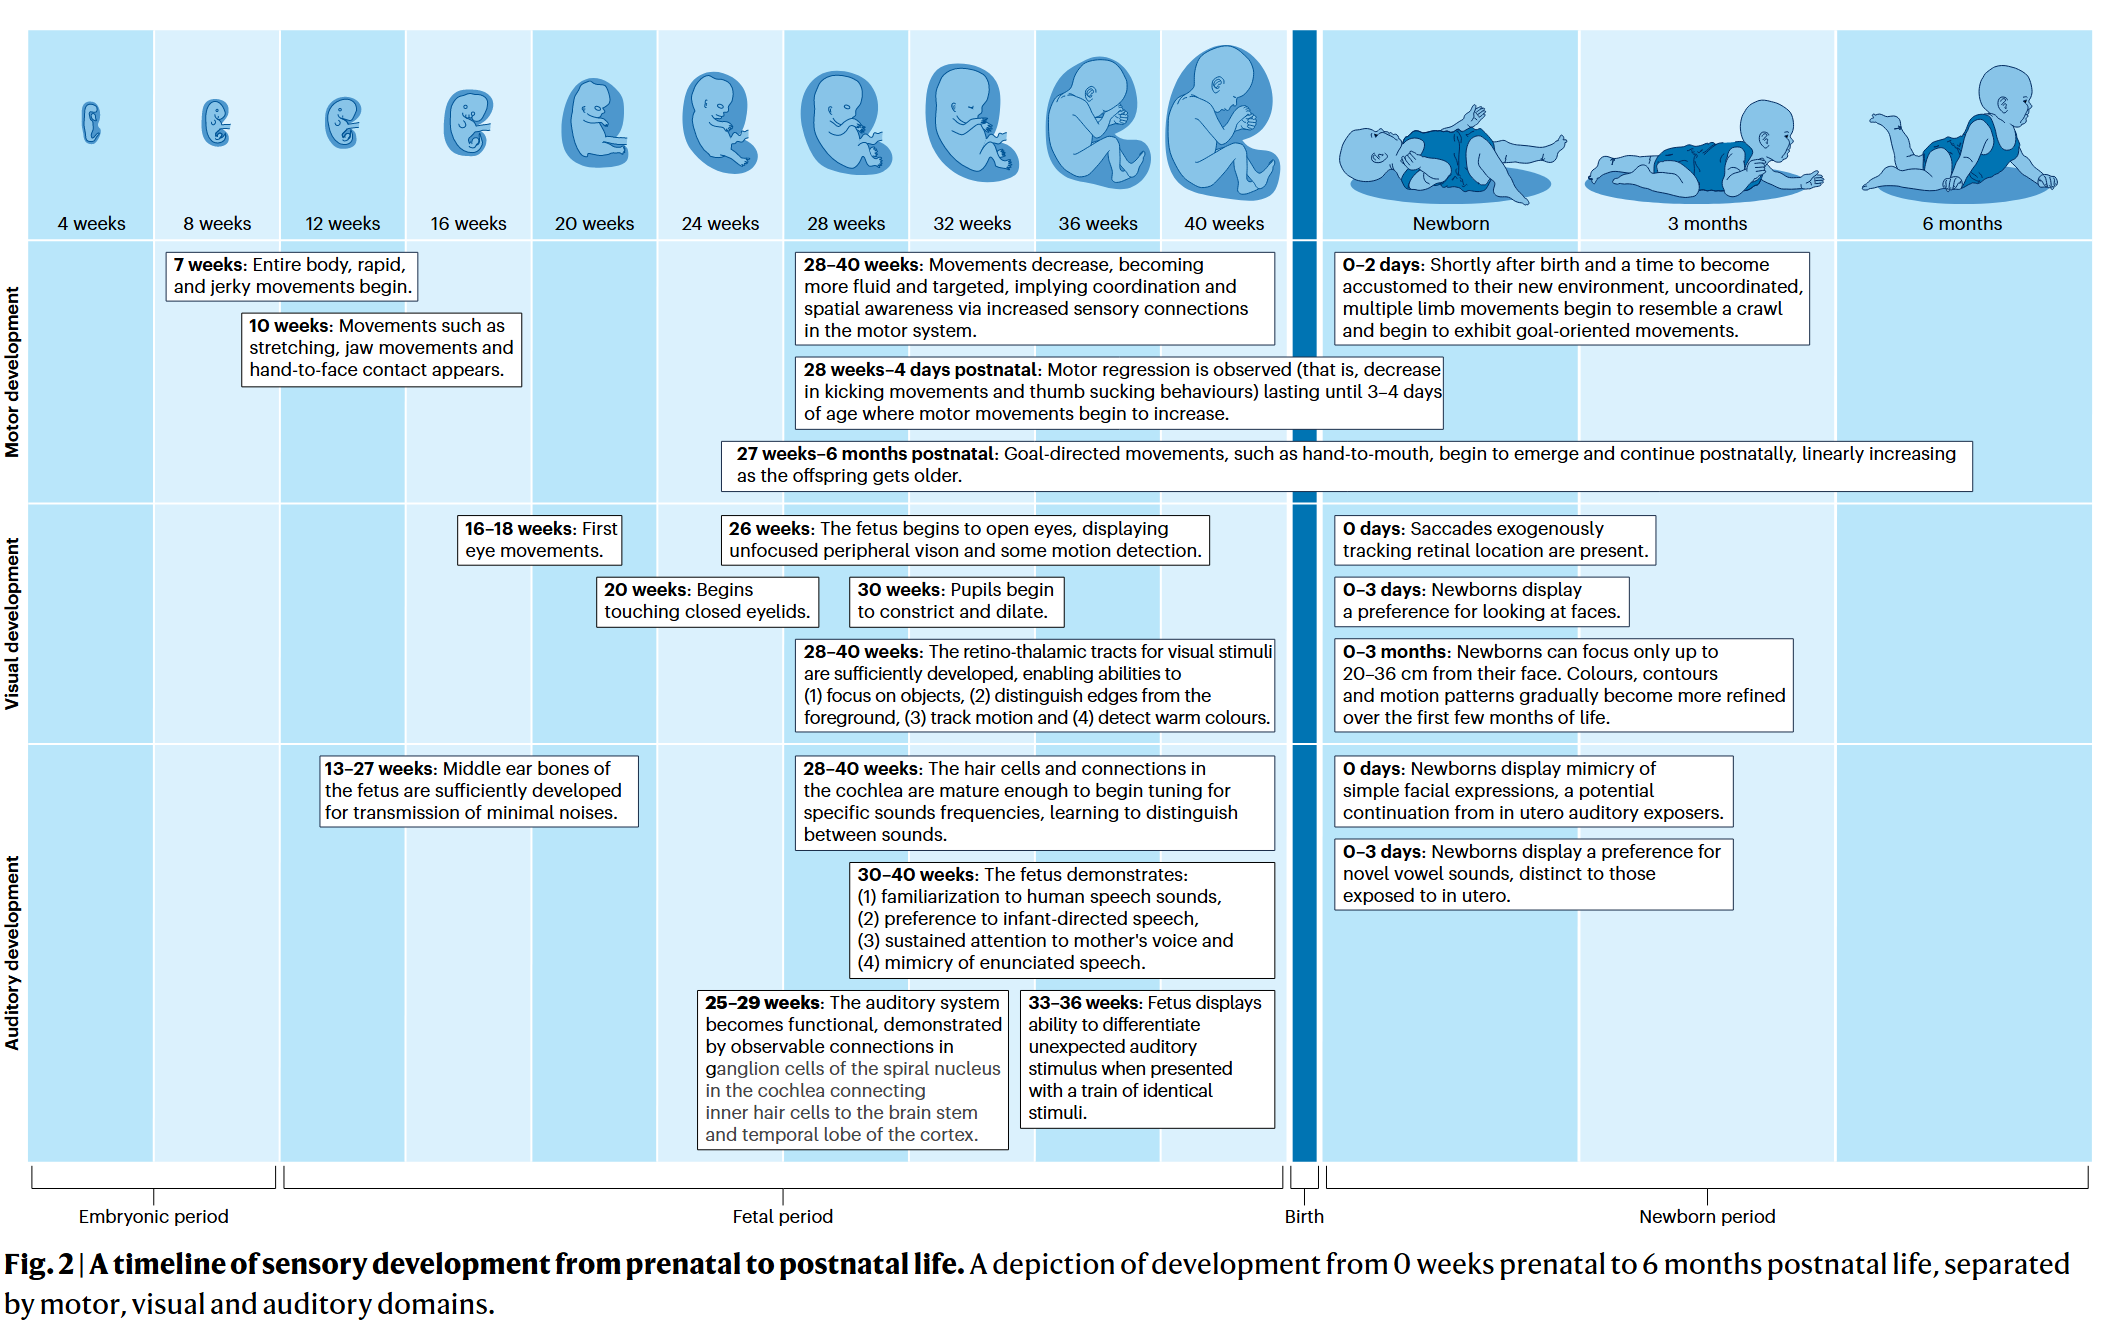 4 weeks
8 weeks
12 weeks
16 weeks
20 weeks
24 weeks
28 weeks
32 weeks
36 weeks
40 weeks
Newborn
3 months
6 months
Motor development
7 weeks: Entire body, rapid,
and jerky movements begin.
10 weeks: Movements such as
stretching, jaw movements and
hand-to-face contact appears.
28–40 weeks: Movements decrease, becoming
more fluid and targeted, implying coordination and
spatial awareness via increased sensory connections
in the motor system.
0–2 days: Shortly after birth and a time to become
accustomed to their new environment, uncoordinated,
multiple limb movements begin to resemble a crawl
and begin to exhibit goal-oriented movements.
28 weeks–4 days postnatal: Motor regression is observed (that is, decrease
in kicking movements and thumb sucking behaviours) lasting until 3–4 days
of age where motor movements begin to increase.
27 weeks–6 months postnatal: Goal-directed movements, such as hand-to-mouth, begin to emerge and continue postnatally, linearly increasing
as the offspring gets older.
Visual development
16–18 weeks: First
eye movements.
26 weeks: The fetus begins to open eyes, displaying
unfocused peripheral vison and some motion detection.
0 days: Saccades exogenously
tracking retinal location are present.
20 weeks: Begins
touching closed eyelids.
30 weeks: Pupils begin
to constrict and dilate.
0–3 days: Newborns display
a preference for looking at faces.
28–40 weeks: The retino-thalamic tracts for visual stimuli
are sufficiently developed, enabling abilities to
(1) focus on objects, (2) distinguish edges from the
foreground, (3) track motion and (4) detect warm colours.
0–3 months: Newborns can focus only up to
20–36 cm from their face. Colours, contours
and motion patterns gradually become more refined
over the first few months of life.
Auditory development
13–27 weeks: Middle ear bones of
the fetus are sufficiently developed
for transmission of minimal noises.
28–40 weeks: The hair cells and connections in
the cochlea are mature enough to begin tuning for
specific sounds frequencies, learning to distinguish
between sounds.
0 days: Newborns display mimicry of
simple facial expressions, a potential
continuation from in utero auditory exposers.
0–3 days: Newborns display a preference for
novel vowel sounds, distinct to those
exposed to in utero.
30–40 weeks: The fetus demonstrates:
(1) familiarization to human speech sounds,
(2) preference to infant-directed speech,
(3) sustained attention to mother's voice and
(4) mimicry of enunciated speech.
25–29 weeks: The auditory system
becomes functional, demonstrated
by observable connections in
ganglion cells of the spiral nucleus
in the cochlea connecting
inner hair cells to the brain stem
and temporal lobe of the cortex.
33–36 weeks: Fetus displays
ability to differentiate
unexpected auditory
stimulus when presented
with a train of identical
stimuli.
Embryonic period
Fetal period
Birth
Newborn period
Fig. 2 | A timeline of sensory development from prenatal to postnatal life. A depiction of development from 0 weeks prenatal to 6 months postnatal life, separated
by motor, visual and auditory domains.